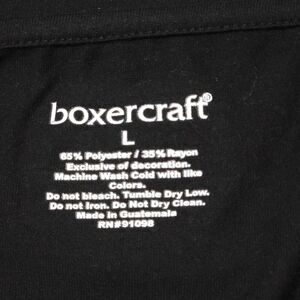 boxercraft®
L
65% Polyester / 35% Rayon
Exclusive of decoration.
Machine Wash Cold with like
Colors.
Do not bleach. Tumble Dry Low.
Do not Iron. Do Not Dry Clean.
Made in Guatemala
RN#91098